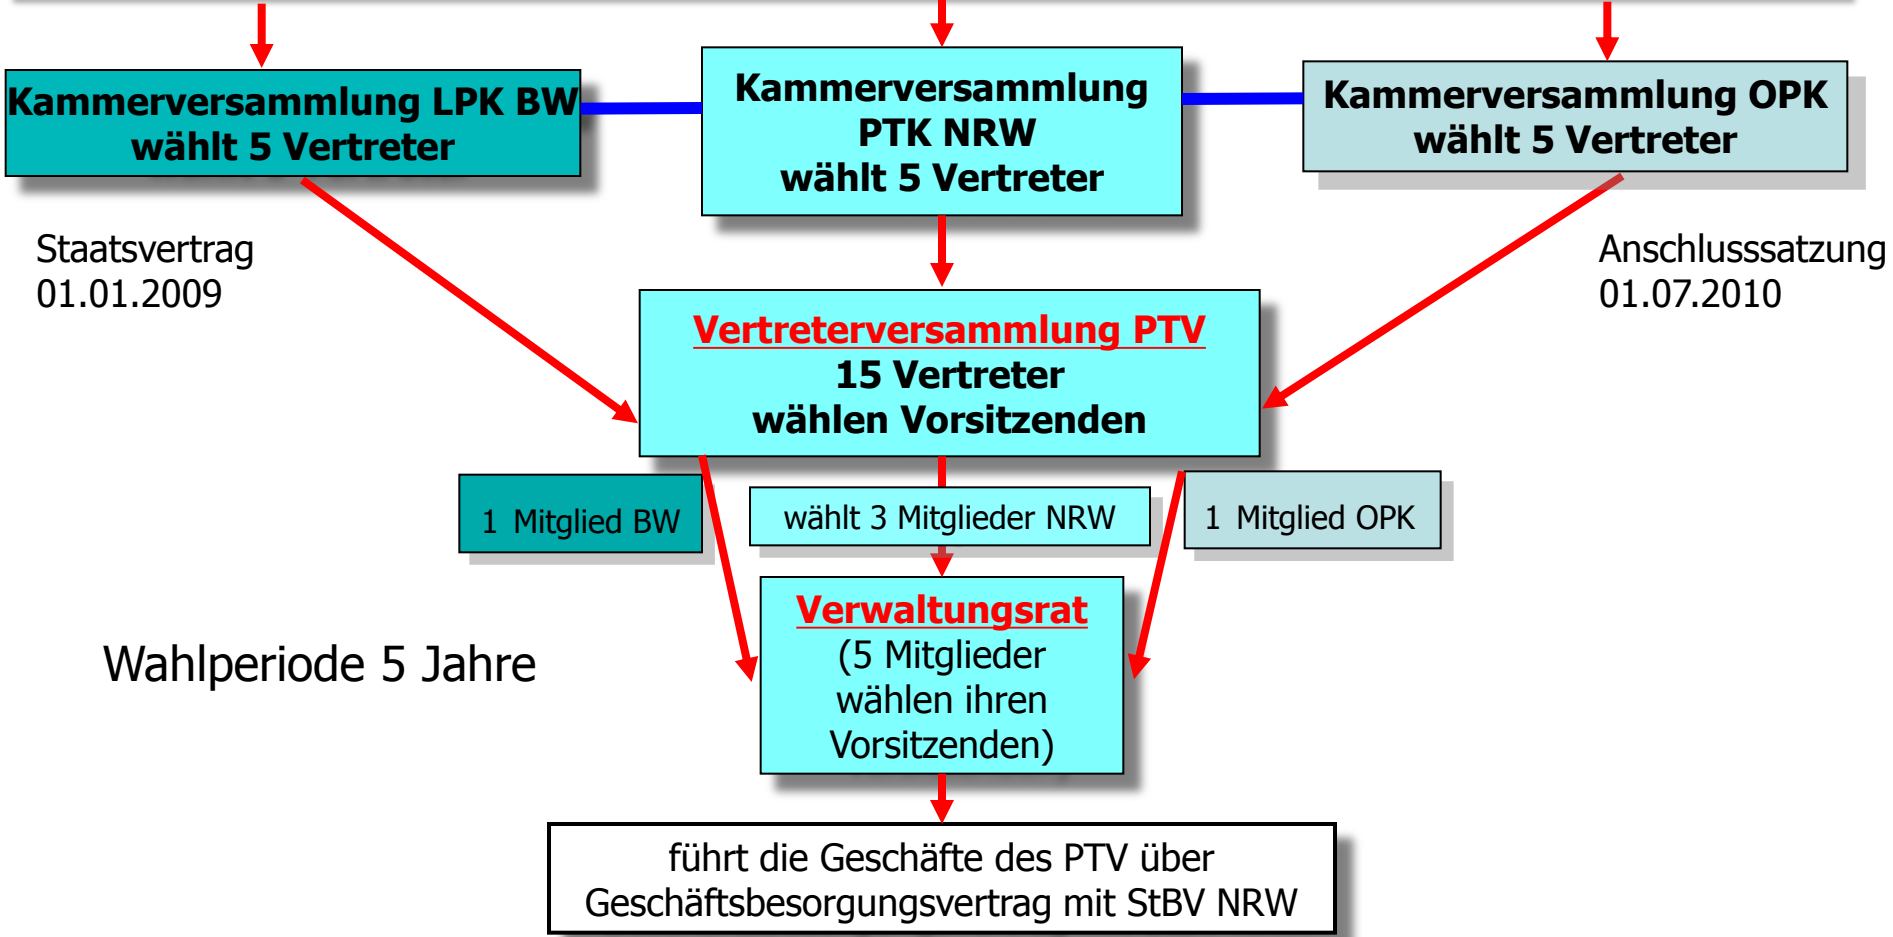 Kammerversammlung LPK BW
wählt 5 Vertreter
Kammerversammlung
PTK NRW
wählt 5 Vertreter
Kammerversammlung OPK
wählt 5 Vertreter
Staatsvertrag
01.01.2009
Anschlusssatzung
01.07.2010
Vertreterversammlung PTV
15 Vertreter
wählen Vorsitzenden
1 Mitglied BW
wählt 3 Mitglieder NRW
1 Mitglied OPK
Verwaltungsrat
(5 Mitglieder
wählen ihren
Vorsitzenden)
Wahlperiode 5 Jahre
führt die Geschäfte des PTV über
Geschäftsbesorgungsvertrag mit StBV NRW